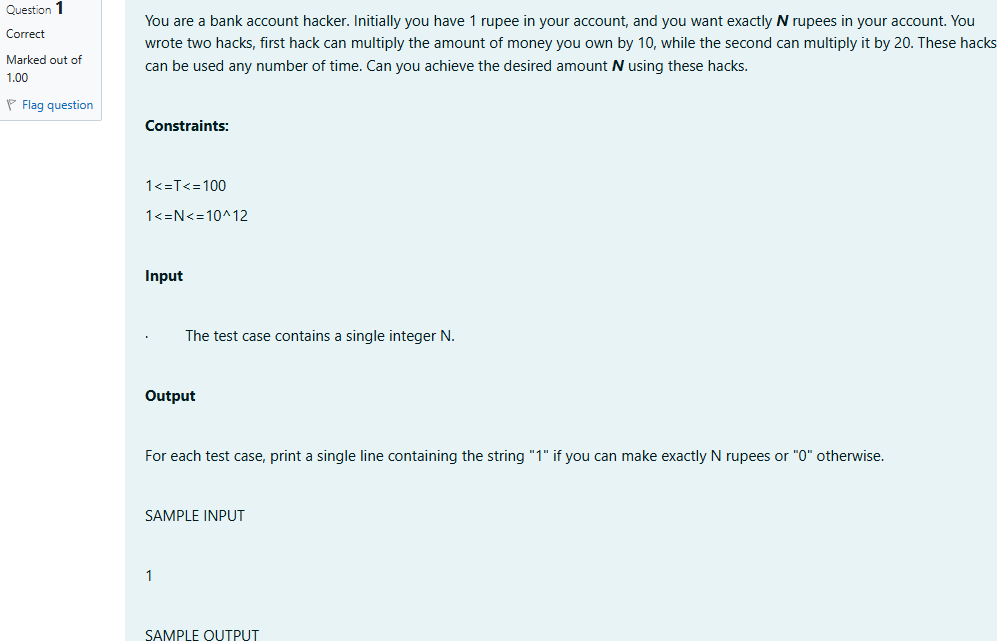 Question 1
Correct
Marked out of
1.00
Flag question
You are a bank account hacker. Initially you have 1 rupee in your account, and you want exactly N rupees in your account. You
wrote two hacks, first hack can multiply the amount of money you own by 10, while the second can multiply it by 20. These hacks
can be used any number of time. Can you achieve the desired amount N using these hacks.
Constraints:
1<=T<=100
1<=N<=10^12
Input
· The test case contains a single integer N.
Output
For each test case, print a single line containing the string "1" if you can make exactly N rupees or "0" otherwise.
SAMPLE INPUT
1
SAMPLE OUTPUT